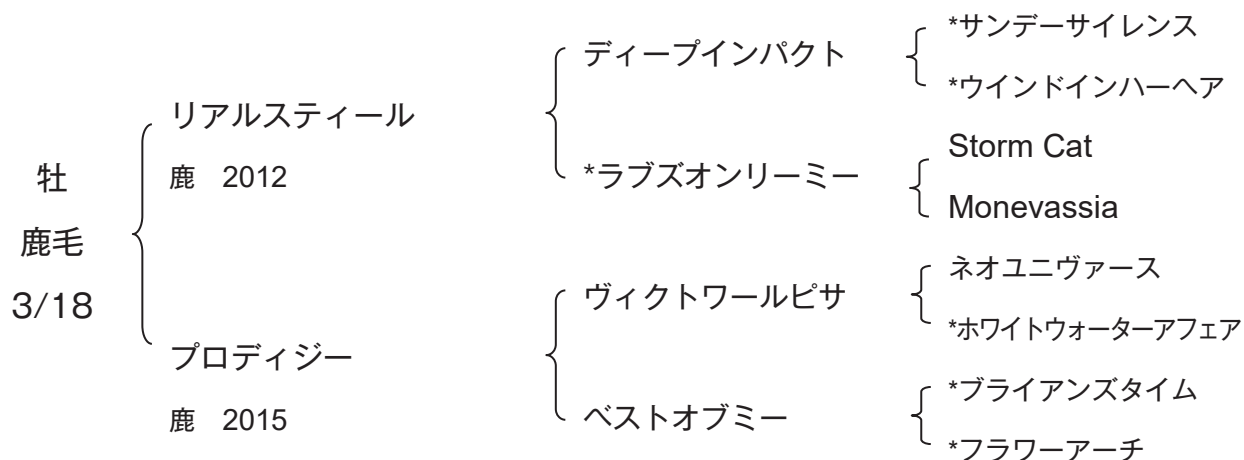 牡
鹿毛
3/18
リアルスティール
鹿 2012
プロディジー
鹿 2015
ディープインパクト
*ラブズオンリーミー
ヴィクトワールピサ
ベストオブミー
*サンデーサイレンス
*ウインドインハーヘア
Storm Cat
Monevassia
ネオユニヴァース
*ホワイトウォーターアフェア
*ブライアンズタイム
*フラワーアーチ